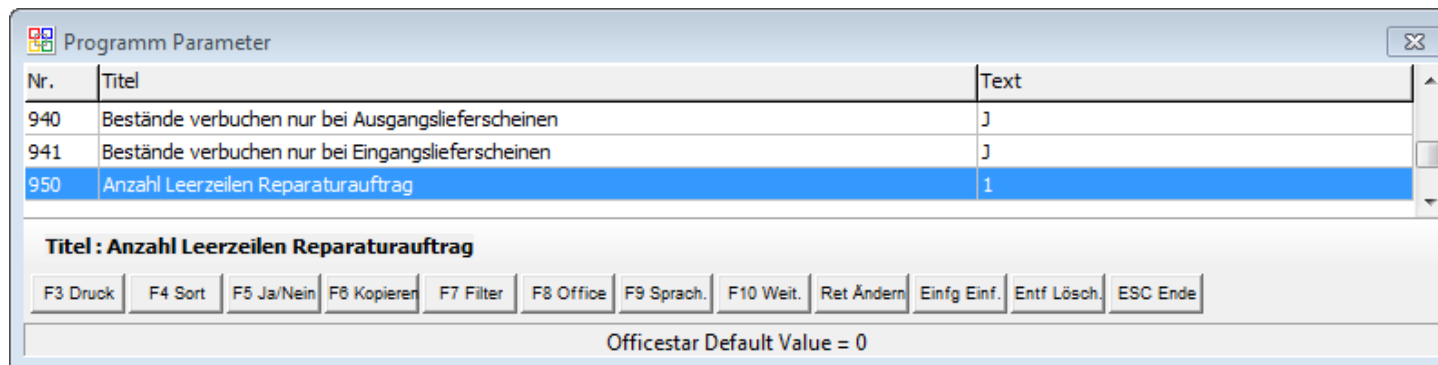 Programm Parameter
Nr. Titel Text
940 Bestände verbuchen nur bei Ausgangslieferscheinen J
941 Bestände verbuchen nur bei Eingangslieferscheinen J
950 Anzahl Leerzeilen Reparaturauftrag 1
Titel : Anzahl Leerzeilen Reparaturauftrag
F3 Druck F4 Sort F5 Ja/Nein F6 Kopieren F7 Filter F8 Office F9 Sprach. F10 Weit. Ret Ändern Einfg Einf. Entf Lösch. ESC Ende
Officestar Default Value = 0